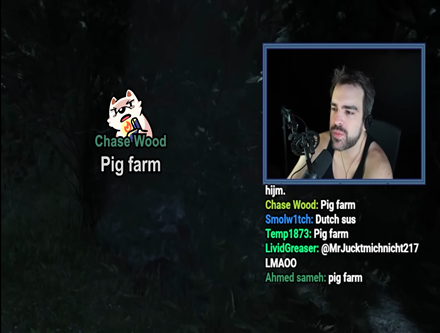 Chase Wood
Pig farm
hijm.
Chase Wood: Pig farm
Smolw1tch: Dutch sus
Temp1873: Pig farm
LividGreaser: @MrJucktmichnicht217
LMAOO
Ahmed sameh: pig farm